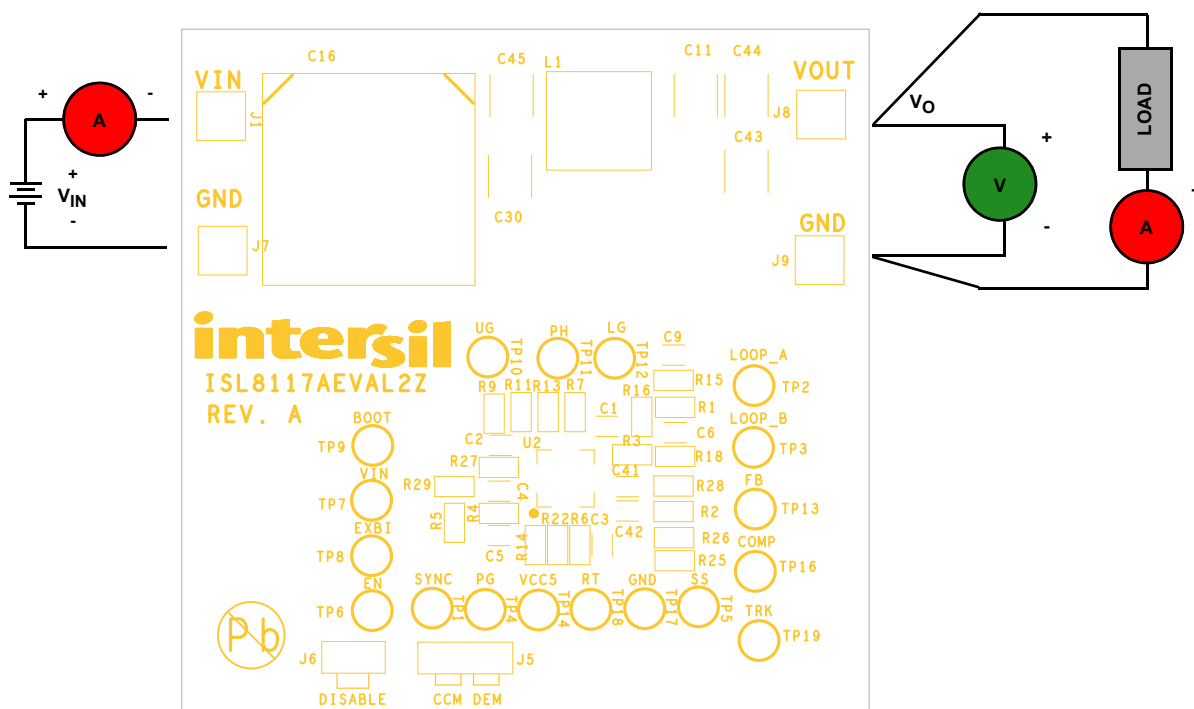 C16
C45
L1
C11
C44
VIN
VOUT
J1
J8
+
-
A
VO
LOAD
C43
+
VIN
-
+
V
-
GND
C30
GND
J7
J9
-
A
intersil
ISL8117AEVAL2Z
REV. A
UG
TP10
PH
TP11
LG
TP12
C9
LOOP_A
TP2
R9
R11
R13
R7
R16
R15
C1
R1
BOOT
TP9
C2
U2
R3
C6
LOOP_B
TP3
R27
R18
VIN
TP7
R29
C4
C41
R28
FB
TP13
R5
R4
R2
EXBI
TP8
C5
R14
R22
R6
C3
C42
R26
COMP
TP16
R25
EN
TP6
SYNC
TP1
PG
TP4
VCC5
TP14
RT
TP18
GND
TP17
SS
TP5
TRK
TP19
Pb
J6
J5
DISABLE
CCM
DEM